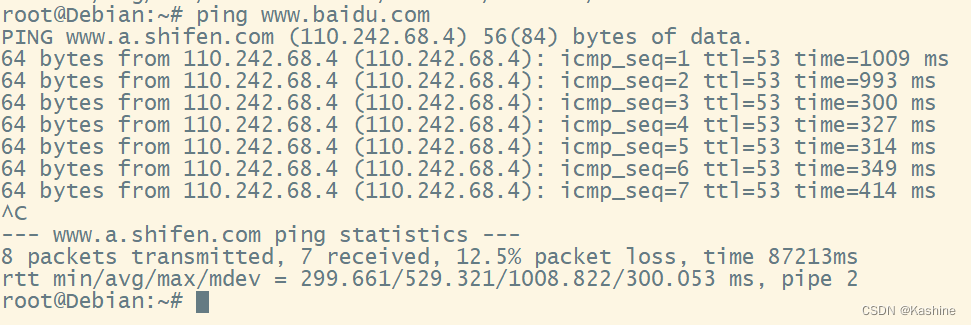 root@Debian:~# ping www.baidu.com
PING www.a.shifen.com (110.242.68.4) 56(84) bytes of data.
64 bytes from 110.242.68.4 (110.242.68.4): icmp_seq=1 ttl=53 time=1009 ms
64 bytes from 110.242.68.4 (110.242.68.4): icmp_seq=2 ttl=53 time=993 ms
64 bytes from 110.242.68.4 (110.242.68.4): icmp_seq=3 ttl=53 time=300 ms
64 bytes from 110.242.68.4 (110.242.68.4): icmp_seq=4 ttl=53 time=327 ms
64 bytes from 110.242.68.4 (110.242.68.4): icmp_seq=5 ttl=53 time=314 ms
64 bytes from 110.242.68.4 (110.242.68.4): icmp_seq=6 ttl=53 time=349 ms
64 bytes from 110.242.68.4 (110.242.68.4): icmp_seq=7 ttl=53 time=414 ms
^C
--- www.a.shifen.com ping statistics ---
8 packets transmitted, 7 received, 12.5% packet loss, time 87213ms
rtt min/avg/max/mdev = 299.661/529.321/1008.822/300.053 ms, pipe 2
root@Debian:~#
CSDN @Kashine